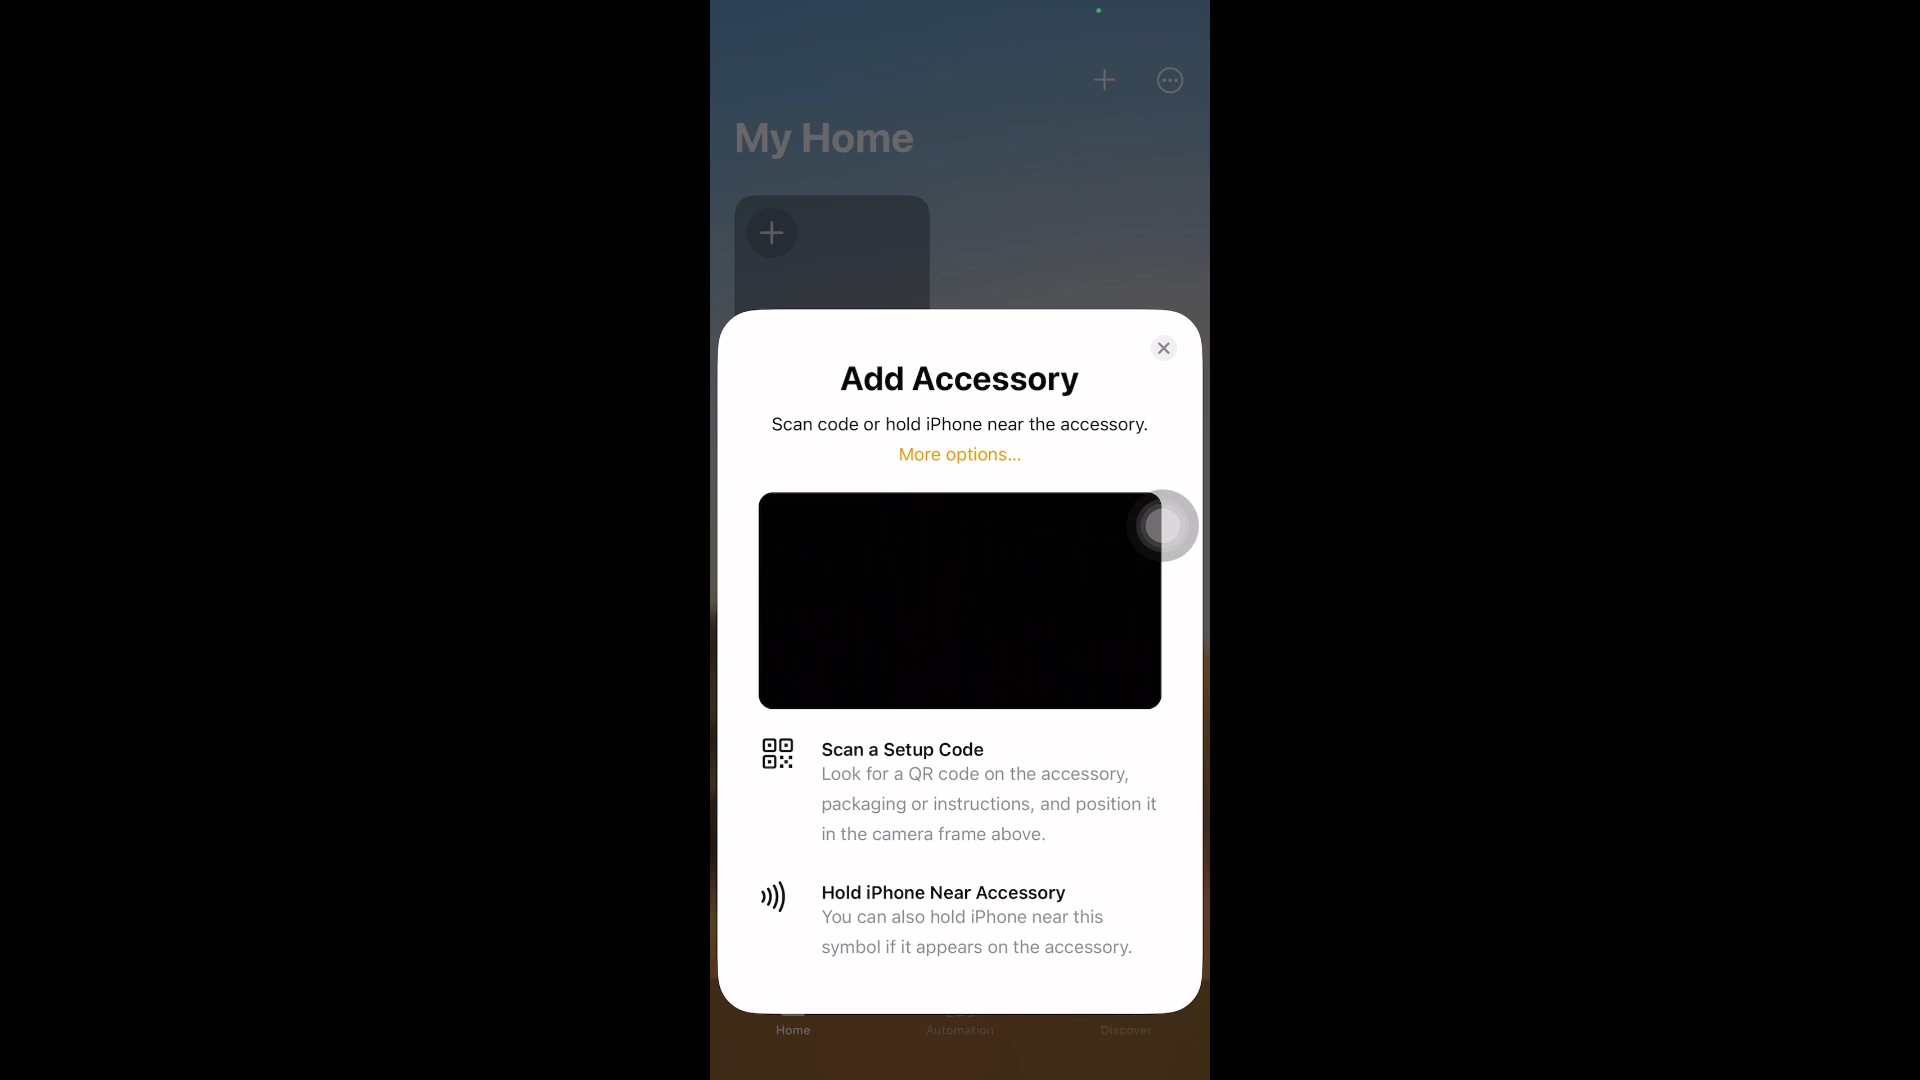 My Home
Add Accessory
Scan code or hold iPhone near the accessory.
More options...
Scan a Setup Code
Look for a QR code on the accessory,
packaging or instructions, and position it
in the camera frame above.
Hold iPhone Near Accessory
You can also hold iPhone near this
symbol if it appears on the accessory.
Home
Automation
Discover